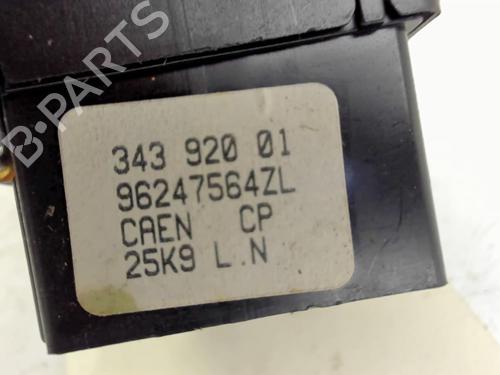 B-PARTS
343 920 01
96247564ZL
CAEN CP
25K9 L.N